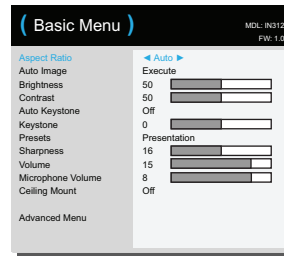 ( Basic Menu )
MDL: IN312
FW: 1.0
Aspect Ratio ◄ Auto ►
Auto Image Execute
Brightness 50
Contrast 50
Auto Keystone Off
Keystone 0
Presets Presentation
Sharpness 16
Volume 15
Microphone Volume 8
Ceiling Mount Off
Advanced Menu